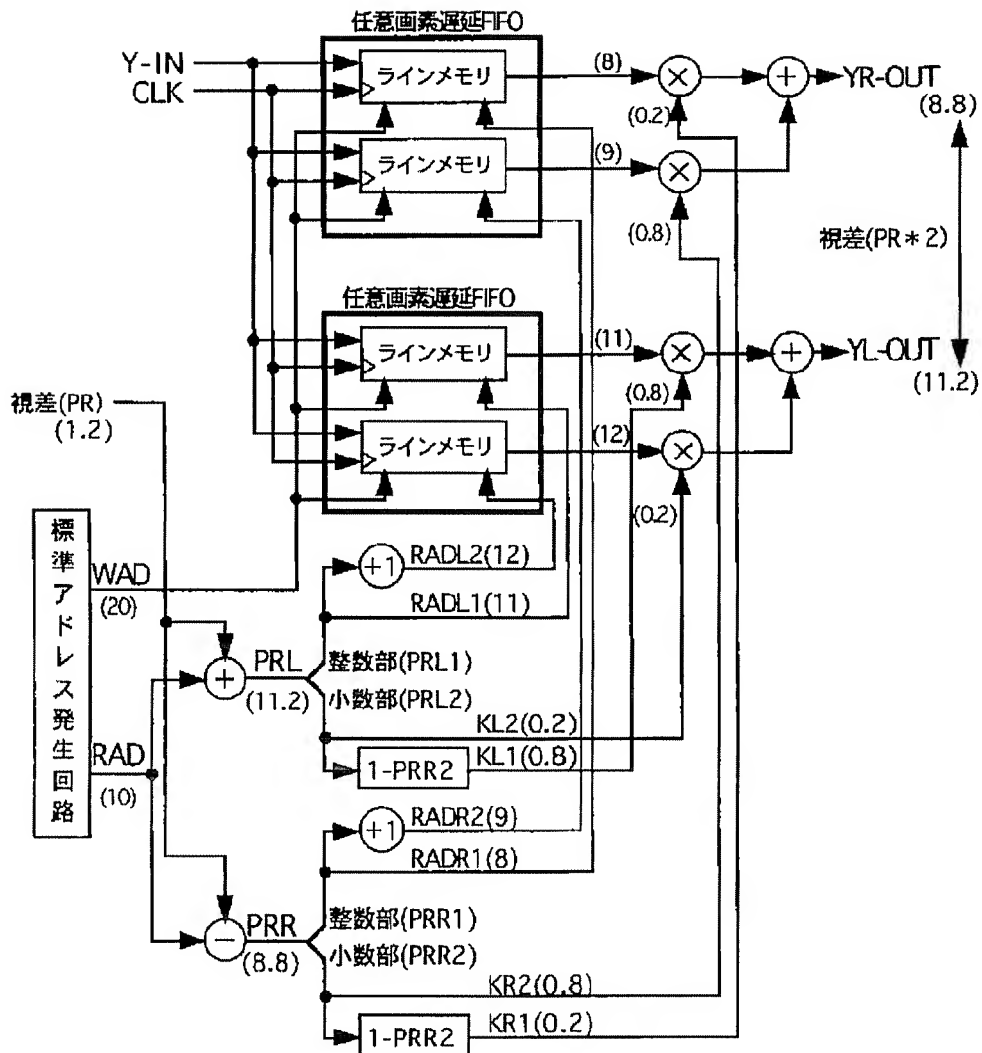 任意画素遅延FIFO
Y-IN
CLK
ラインメモリ
(8)
×
+
YR-OUT
(8.8)
(0.2)
ラインメモリ
(9)
×
(0.8)
視差(PR*2)
任意画素遅延FIFO
ラインメモリ
(11)
×
+
YL-OUT
(11.2)
(0.8)
視差(PR)
(1.2)
ラインメモリ
(12)
×
(0.2)
標準アドレス発生回路
WAD
(20)
+1
RADL2(12)
RADL1(11)
+
PRL
(11.2)
整数部(PRL1)
小数部(PRL2)
KL2(0.2)
RAD
(10)
1-PRR2
KL1(0.8)
+1
RADR2(9)
RADR1(8)
−
PRR
(8.8)
整数部(PRR1)
小数部(PRR2)
KR2(0.8)
1-PRR2
KR1(0.2)